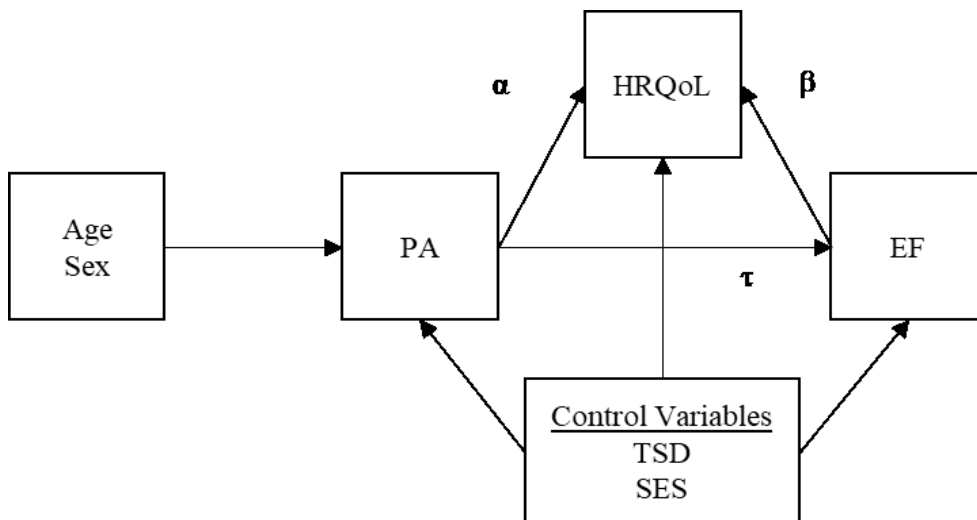 α
HRQoL
β
Age
Sex
PA
EF
τ
Control Variables
TSD
SES